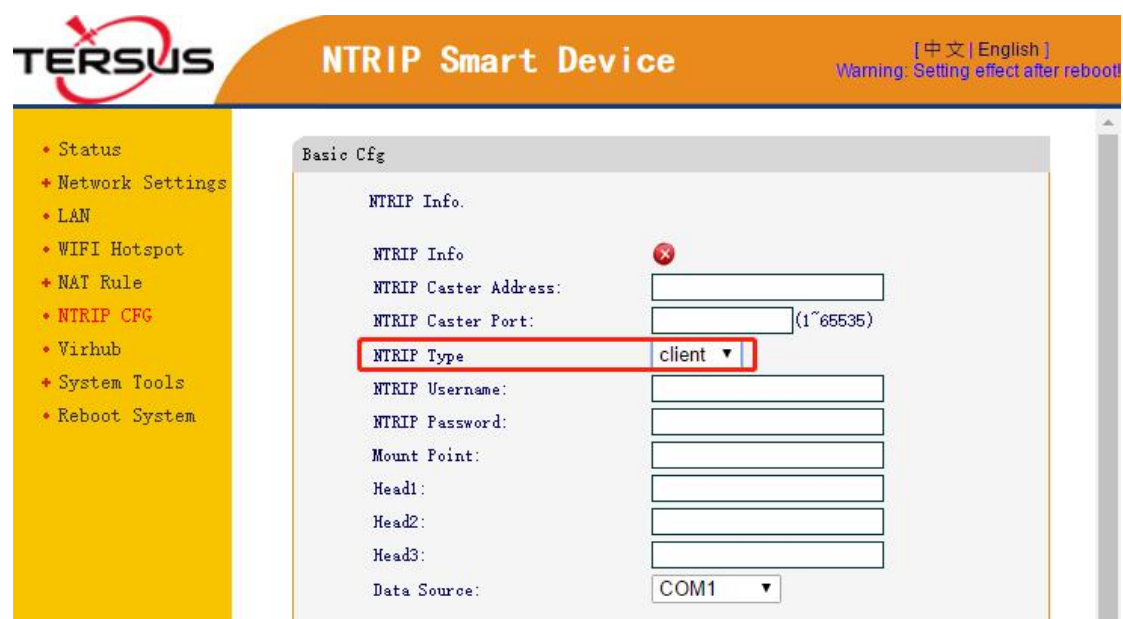 TERSUS
NTRIP Smart Device
[ 中文 | English ]
Warning: Setting effect after reboot!
Status
Network Settings
LAN
WIFI Hotspot
NAT Rule
NTRIP CFG
Virhub
System Tools
Reboot System
Basic Cfg
NTRIP Info.
NTRIP Info
NTRIP Caster Address:
NTRIP Caster Port: (1~65535)
NTRIP Type client
NTRIP Username:
NTRIP Password:
Mount Point:
Head1:
Head2:
Head3:
Data Source: COM1